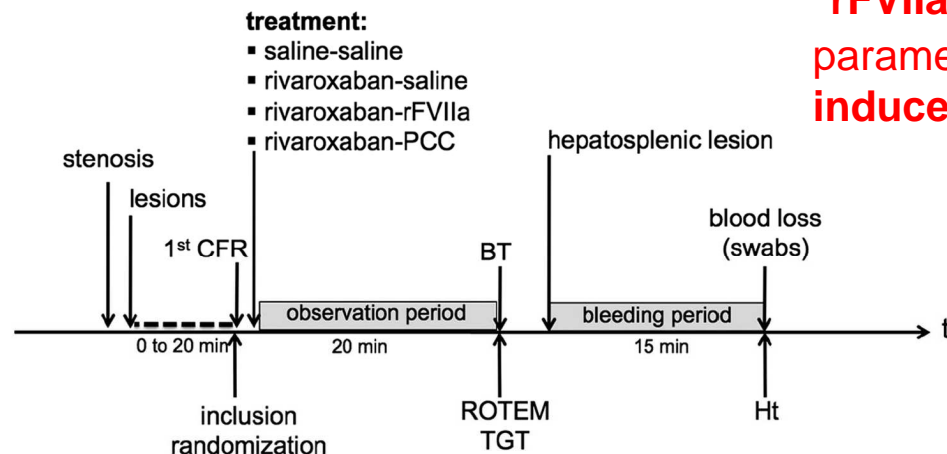 treatment:
▪ saline-saline
▪ rivaroxaban-saline
▪ rivaroxaban-rFVIIa
▪ rivaroxaban-PCC
rFVIIa
induce
stenosis
lesions
1st CFR
hepatosplenic lesion
BT
blood loss
(swabs)
observation period
bleeding period
t
0 to 20 min
20 min
15 min
inclusion
randomization
ROTEM
TGT
Ht